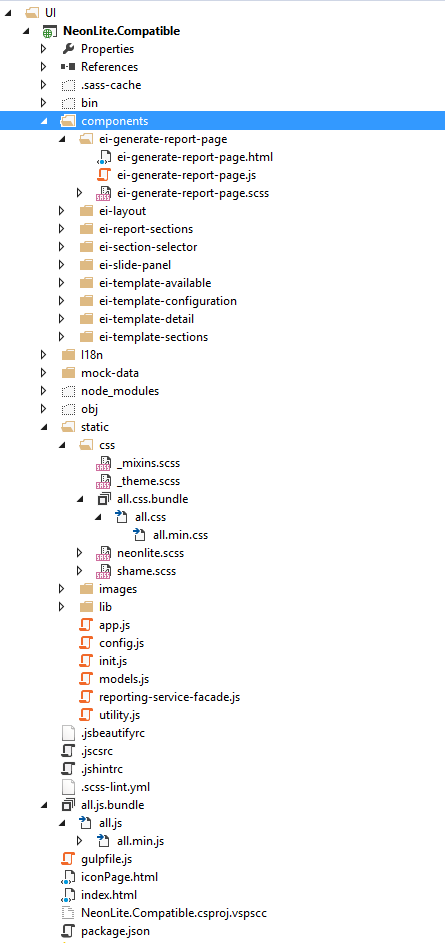 UI
NeonLite.Compatible
Properties
References
.sass-cache
bin
components
ei-generate-report-page
ei-generate-report-page.html
ei-generate-report-page.js
ei-generate-report-page.scss
ei-layout
ei-report-sections
ei-section-selector
ei-slide-panel
ei-template-available
ei-template-configuration
ei-template-detail
ei-template-sections
I18n
mock-data
node_modules
obj
static
css
_mixins.scss
_theme.scss
all.css.bundle
all.css
all.min.css
neonlite.scss
shame.scss
images
lib
app.js
config.js
init.js
models.js
reporting-service-facade.js
utility.js
.jsbeautifyrc
.jscsrc
.jshintrc
.scss-lint.yml
all.js.bundle
all.js
all.min.js
gulpfile.js
iconPage.html
index.html
NeonLite.Compatible.csproj.vspscc
package.json